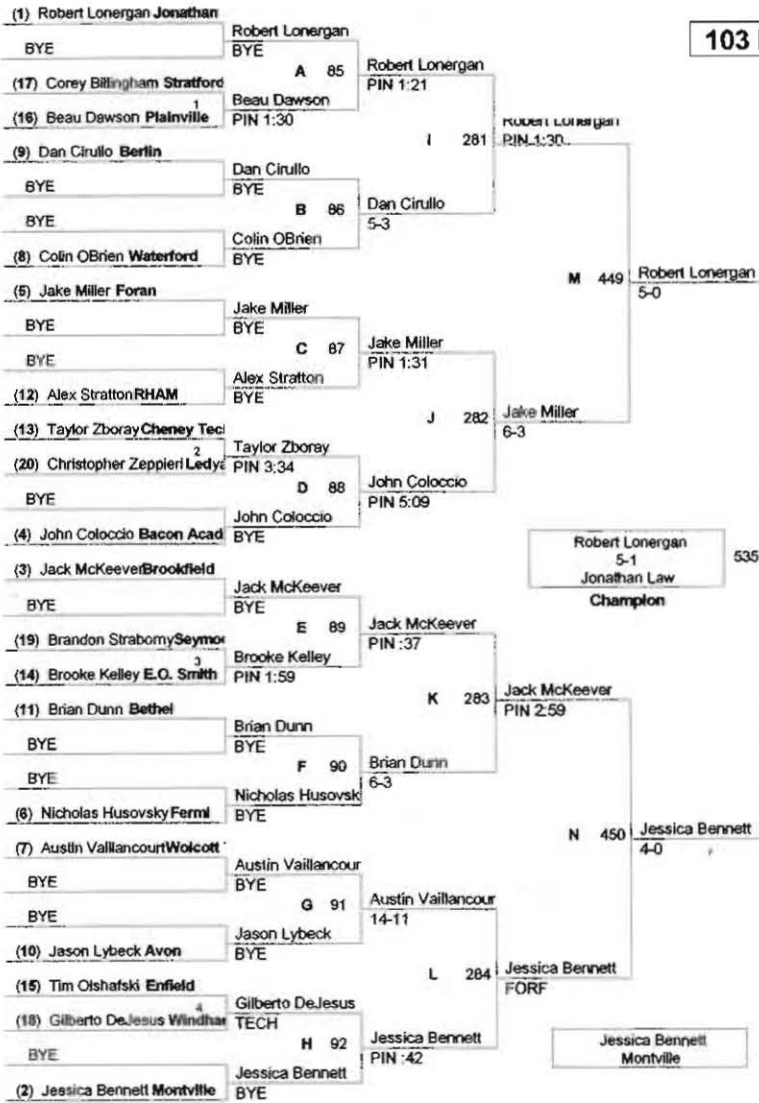 (1) Robert Lonergan Jonathan
BYE
(17) Corey Billingham Stratford
1
(16) Beau Dawson Plainville
(9) Dan Cirullo Berlin
BYE
BYE
(8) Colin OBrien Waterford
(5) Jake Miller Foran
BYE
BYE
(12) Alex Stratton RHAM
(13) Taylor Zboray Cheney Tec
2
(20) Christopher Zeppieri Ledya
BYE
(4) John Coloccio Bacon Acad
(3) Jack McKeever Brookfield
BYE
(19) Brandon Strabomy Seymo
3
(14) Brooke Kelley E.O. Smith
(11) Brian Dunn Bethel
BYE
BYE
(6) Nicholas Husovsky Fermi
(7) Austin Vaillancourt Wolcott
BYE
BYE
(10) Jason Lybeck Avon
(15) Tim Olshafski Enfield
4
(18) Gilberto DeJesus Windha
BYE
(2) Jessica Bennett Montville
Robert Lonergan
BYE
A 85
Beau Dawson
PIN 1:30
Dan Cirullo
BYE
B 86
Colin OBrien
BYE
Jake Miller
BYE
C 87
Alex Stratton
BYE
Taylor Zboray
PIN 3:34
D 88
John Coloccio
BYE
Jack McKeever
BYE
E 89
Brooke Kelley
PIN 1:59
Brian Dunn
BYE
F 90
Nicholas Husovsk
BYE
Austin Vaillancour
BYE
G 91
Jason Lybeck
BYE
Gilberto DeJesus
TECH
H 92
Jessica Bennett
BYE
Robert Lonergan
PIN 1:21
I 281
Dan Cirullo
5-3
Jake Miller
PIN 1:31
J 282
John Coloccio
PIN 5:09
Jack McKeever
PIN :37
K 283
Brian Dunn
6-3
Austin Vaillancour
14-11
L 284
Jessica Bennett
PIN :42
103
Robert Lonergan
PIN 1:30
M 449
Jake Miller
6-3
Jack McKeever
PIN 2:59
N 450
Jessica Bennett
FORF
Robert Lonergan
5-0
Robert Lonergan
5-1
Jonathan Law
535
Champion
Jessica Bennett
4-0
Jessica Bennett
Montville